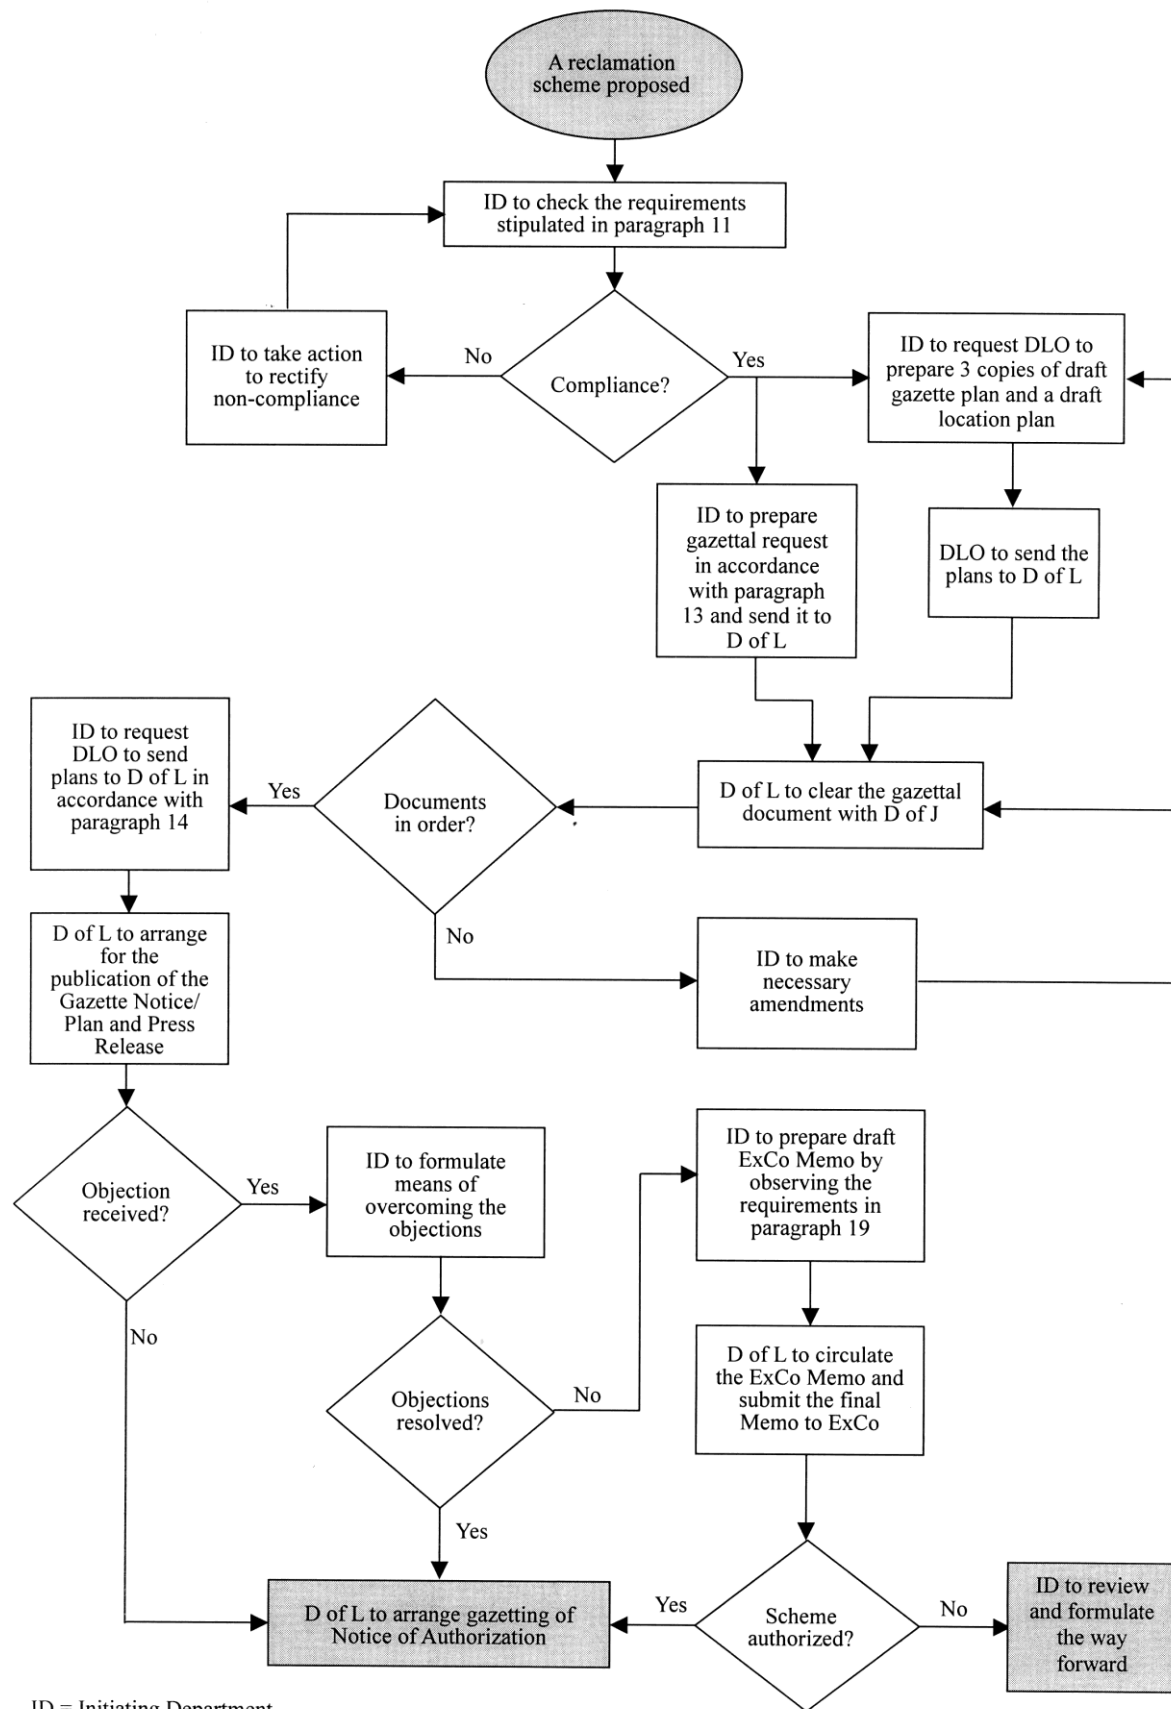 A reclamation
scheme proposed
ID to check the requirements
stipulated in paragraph 11
ID to take action
to rectify
non-compliance
No
Compliance?
Yes
ID to request DLO to
prepare 3 copies of draft
gazette plan and a draft
location plan
ID to prepare
gazettal request
in accordance
with paragraph
13 and send it to
D of L
DLO to send the
plans to D of L
ID to request
DLO to send
plans to D of L in
accordance with
paragraph 14
Yes
Documents
in order?
D of L to clear the gazettal
document with D of J
No
D of L to arrange
for the
publication of the
Gazette Notice/
Plan and Press
Release
ID to make
necessary
amendments
Objection
received?
Yes
ID to formulate
means of
overcoming the
objections
ID to prepare draft
ExCo Memo by
observing the
requirements in
paragraph 19
No
Objections
resolved?
No
D of L to circulate
the ExCo Memo and
submit the final
Memo to ExCo
Yes
D of L to arrange gazetting of
Notice of Authorization
Yes
Scheme
authorized?
No
ID to review
and formulate
the way
forward
ID = Initiating Department